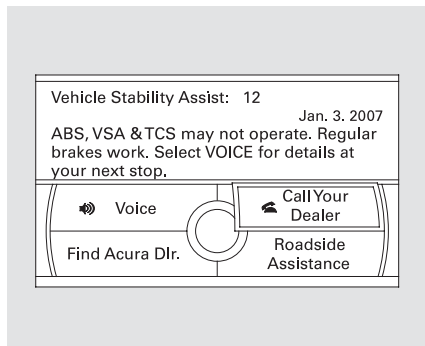 Vehicle Stability Assist: 12
Jan. 3. 2007
ABS, VSA & TCS may not operate. Regular
brakes work. Select VOICE for details at
your next stop.
Voice
Call Your
Dealer
Find Acura Dlr.
Roadside
Assistance